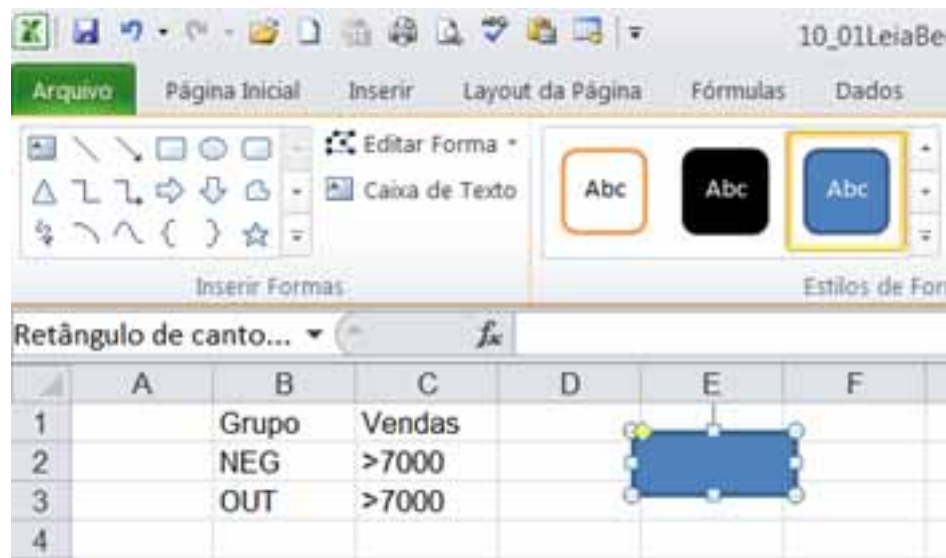 10_01LeiaBe
Arquivo Página Inicial Inserir Layout da Página Fórmulas Dados
Editar Forma
Caixa de Texto
Abc Abc Abc
Inserir Formas Estilos de For
Retângulo de canto... fx
A B C D E F
1 Grupo Vendas
2 NEG >7000
3 OUT >7000
4